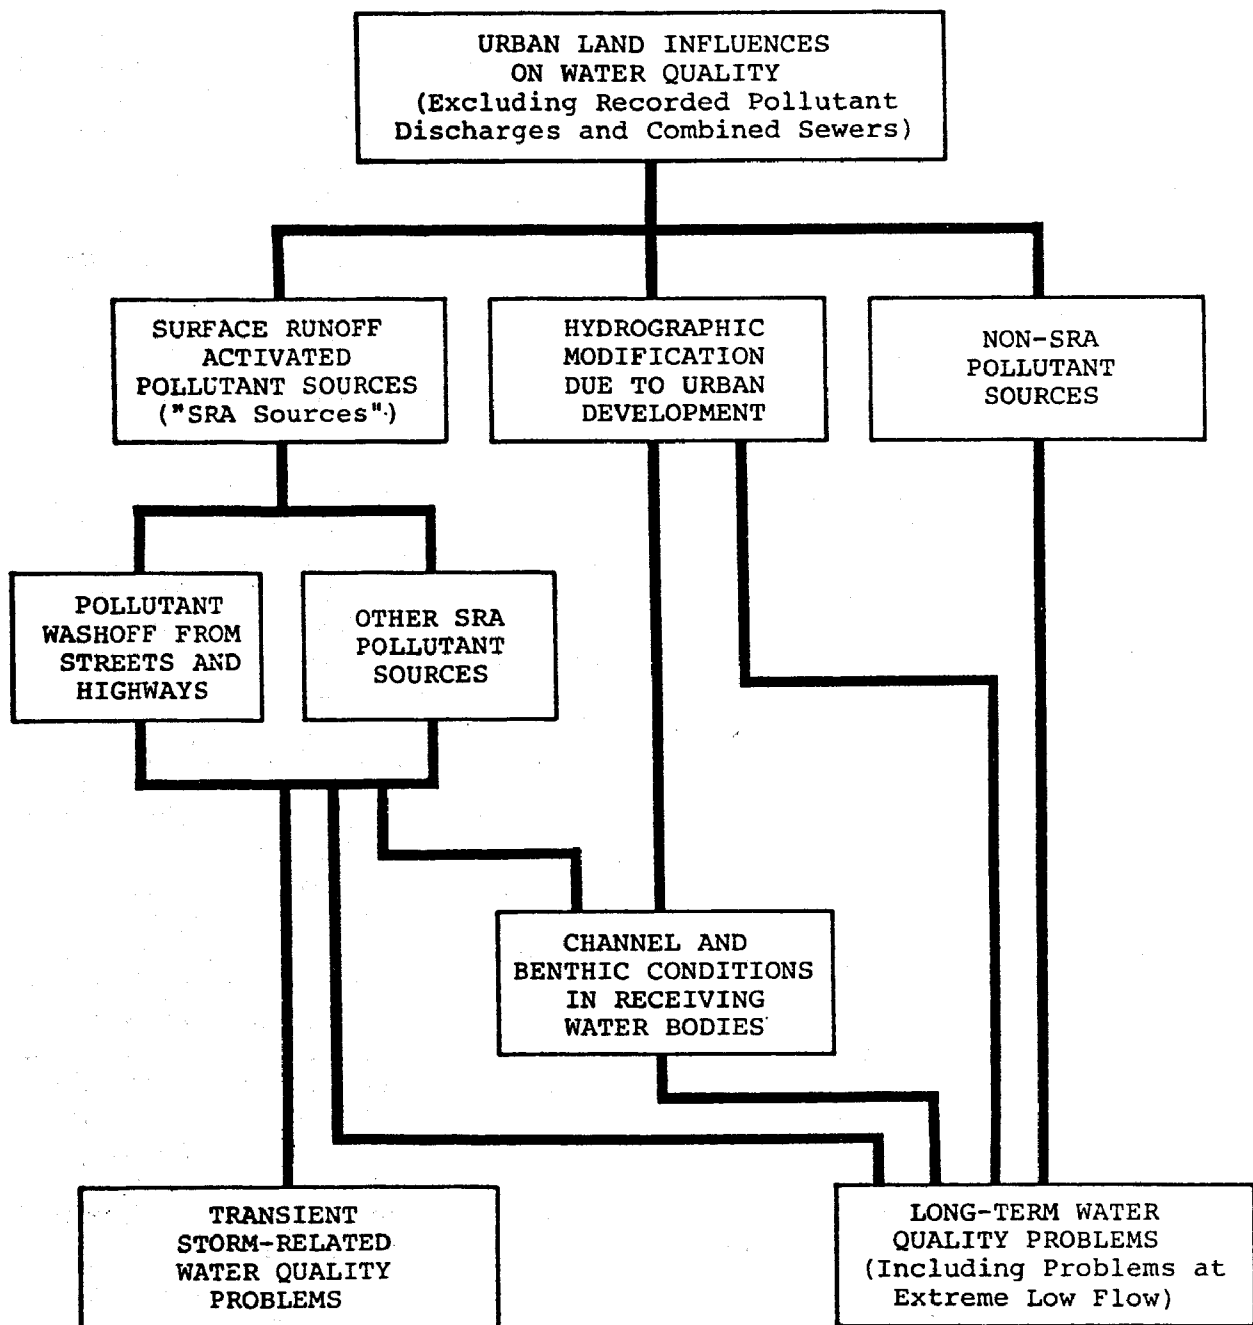 URBAN LAND INFLUENCES
ON WATER QUALITY
(Excluding Recorded Pollutant
Discharges and Combined Sewers)
SURFACE RUNOFF
ACTIVATED
POLLUTANT SOURCES
("SRA Sources")
HYDROGRAPHIC
MODIFICATION
DUE TO URBAN
DEVELOPMENT
NON-SRA
POLLUTANT
SOURCES
POLLUTANT
WASHOFF FROM
STREETS AND
HIGHWAYS
OTHER SRA
POLLUTANT
SOURCES
CHANNEL AND
BENTHIC CONDITIONS
IN RECEIVING
WATER BODIES
TRANSIENT
STORM-RELATED
WATER QUALITY
PROBLEMS
LONG-TERM WATER
QUALITY PROBLEMS
(Including Problems at
Extreme Low Flow)